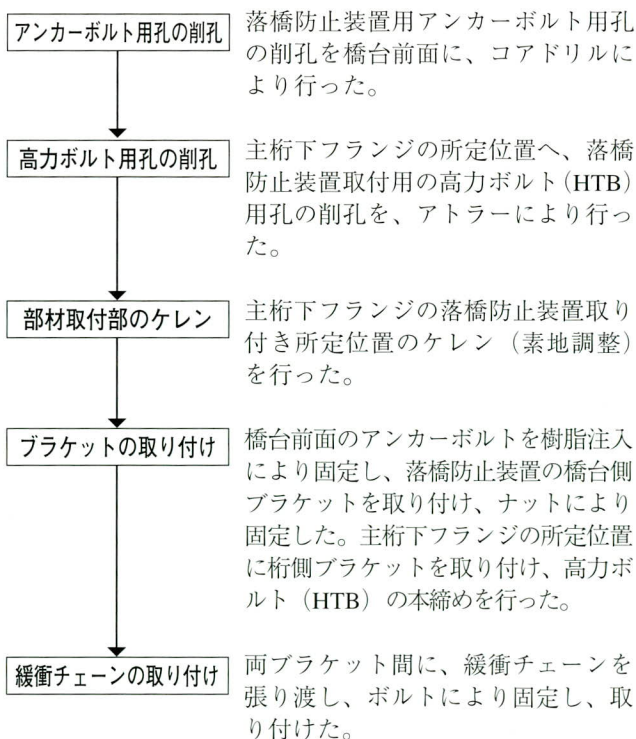 アンカーボルト用孔の削孔
落橋防止装置用アンカーボルト用孔
の削孔を橋台前面に、コアドリルに
より行った。
高力ボルト用孔の削孔
主桁下フランジの所定位置へ、落橋
防止装置取付用の高力ボルト（HTB）
用孔の削孔を、アトラーにより行っ
た。
部材取付部のケレン
主桁下フランジの落橋防止装置取り
付き所定位置のケレン（素地調整）
を行った。
ブラケットの取り付け
橋台前面のアンカーボルトを樹脂注入
により固定し、落橋防止装置の橋台側
ブラケットを取り付け、ナットにより
固定した。主桁下フランジの所定位置
に桁側ブラケットを取り付け、高力ボ
ルト（HTB）の本締めを行った。
緩衝チェーンの取り付け
両ブラケット間に、緩衝チェーンを
張り渡し、ボルトにより固定し、取
り付けた。